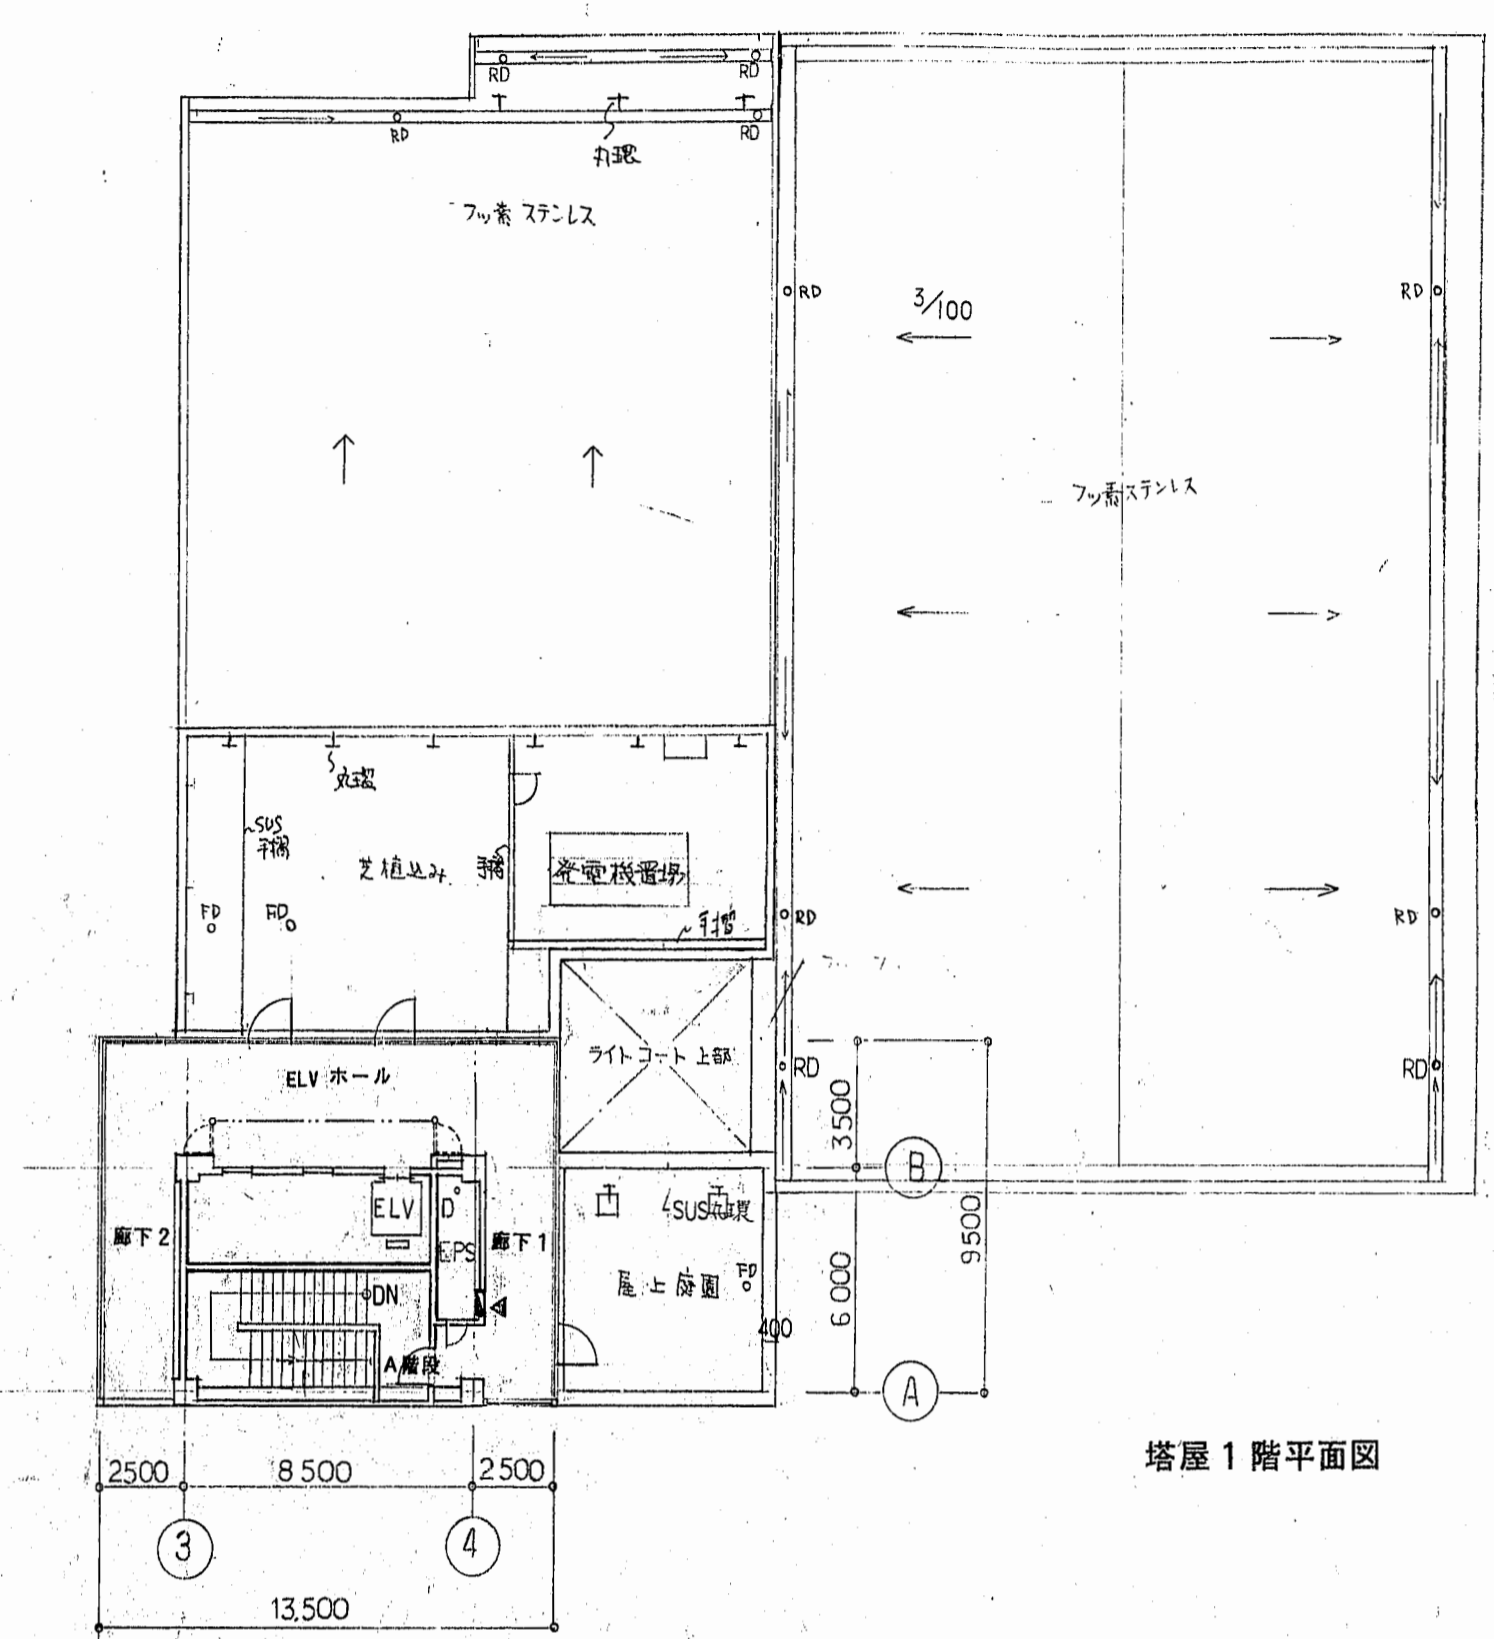 RD
RD
RD
RD
丸環
フッ素 ステンレス
RD
3/100
RD
フッ素ステンレス
丸環
SUS
手摺
芝植込み
手摺
発電機置場
FD
FD
手摺
RD
RD
ライトコート上部
RD
RD
ELV ホール
3500
B
ELV
D
SUS丸環
廊下2
EPS
廊下1
9500
屋上庭園
FD
6000
DN
400
A階段
A
塔屋1階平面図
2500
8500
2500
3
4
13,500